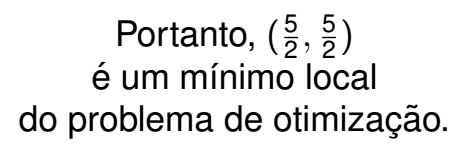 Portanto, (5/2, 5/2)
é um mínimo local
do problema de otimização.